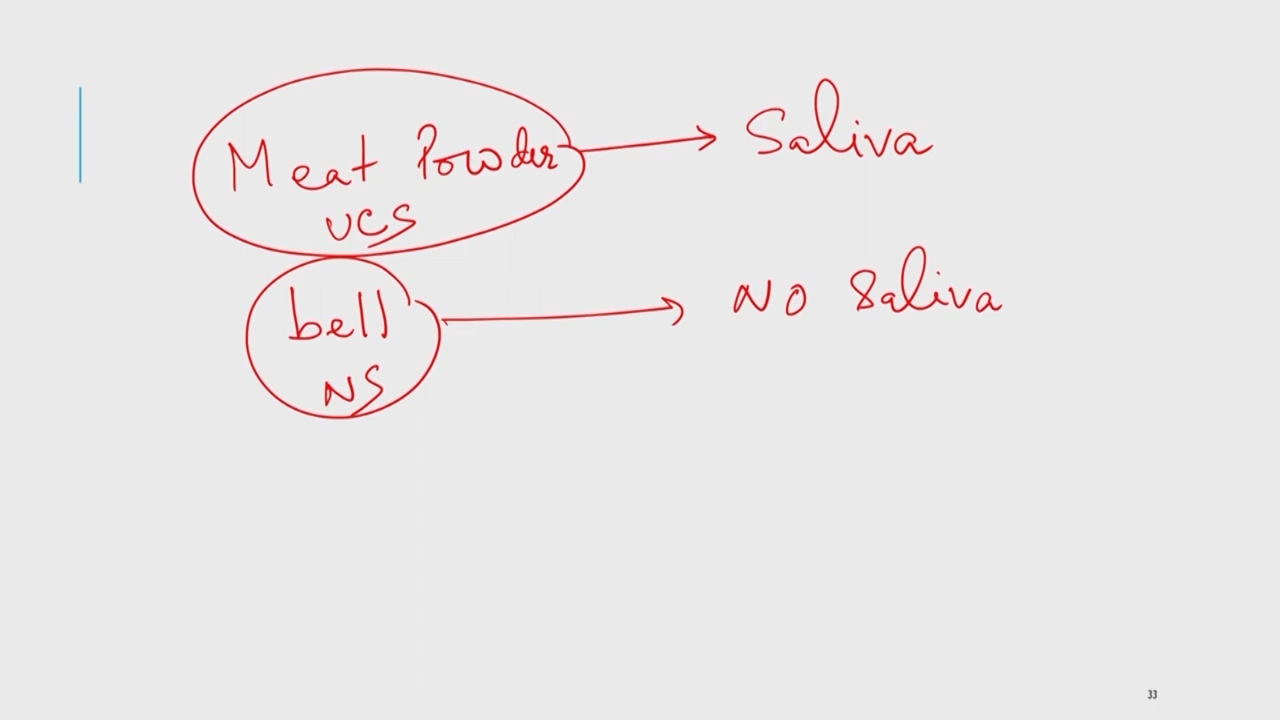 Meat Powder → Saliva
UCS
bell → NO Saliva
NS
33